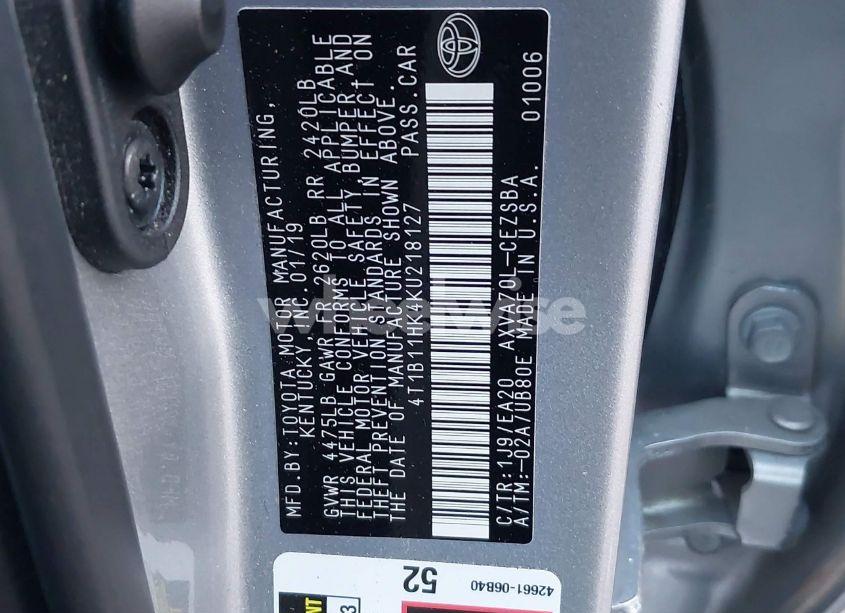 MFD.BY:TOYOTA MOTOR MANUFACTURING,
KENTUCKY, INC. 01/19
GVWR 4475LB GAWR FR 2620LB RR 2420LB
THIS VEHICLE CONFORMS TO ALL APPLICABLE
FEDERAL MOTOR VEHICLE SAFETY, BUMPER, AND
THEFT PREVENTION STANDARDS IN EFFECT ON
THE DATE OF MANUFACTURE SHOWN ABOVE.
4T1B11HK4KU218127 PASS.CAR
01006
C/TR:1J9/EA20 AXVA70L-CEZSBA
A/TM:-02A/UB80E MADE IN U.S.A.
52
42661-06B40
3
wheelwise